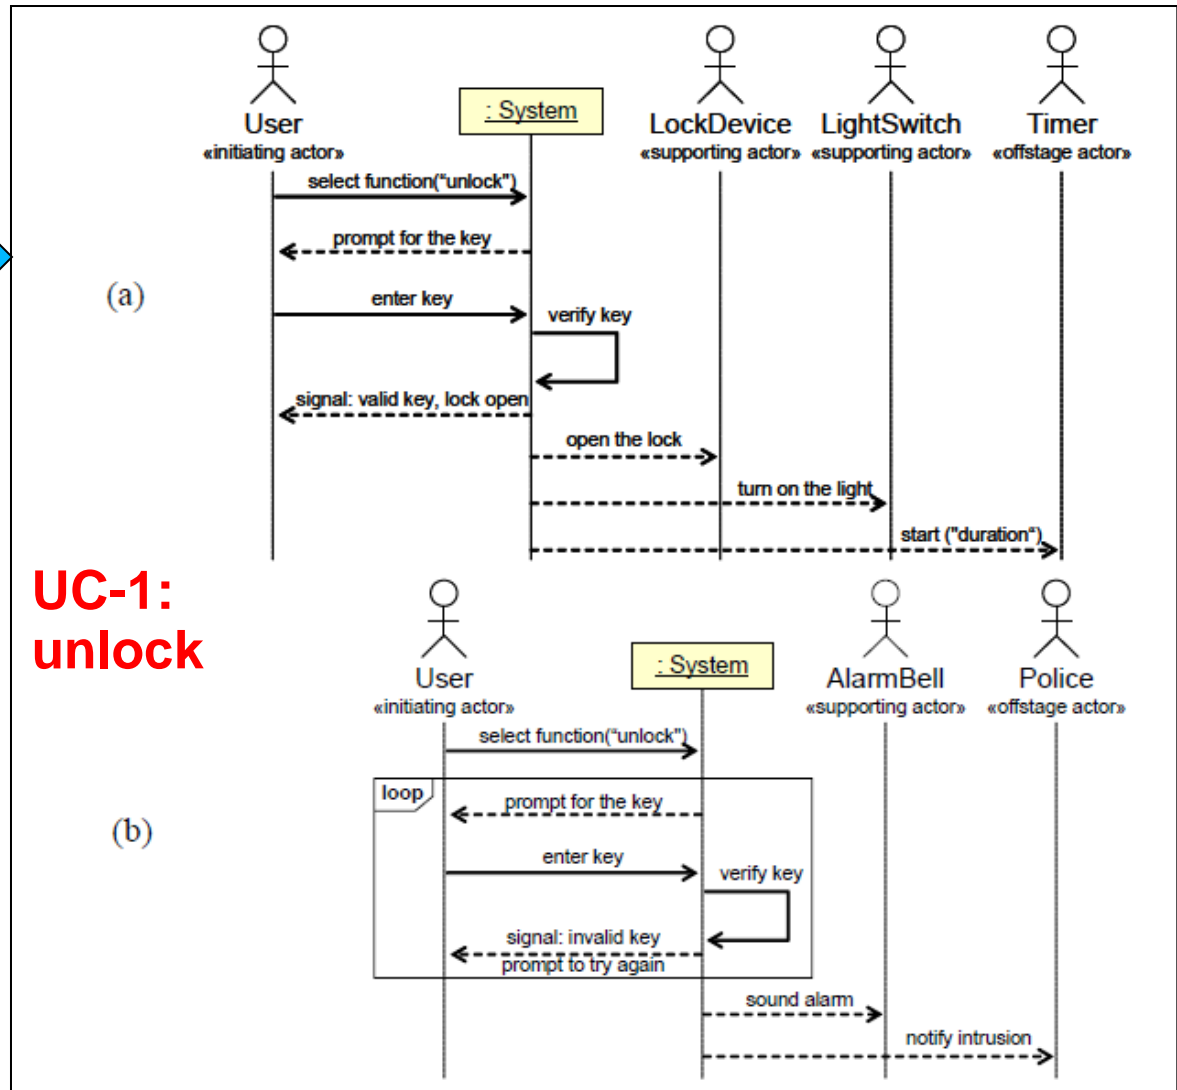 : System
User
LockDevice
LightSwitch
Timer
«initiating actor»
«supporting actor»
«supporting actor»
«offstage actor»
select function(“unlock")
prompt for the key
(a)
enter key
verify key
signal: valid key, lock open
open the lock
turn on the light
start ("duration“)
UC-1:
unlock
: System
User
AlarmBell
Police
«initiating actor»
«supporting actor»
«offstage actor»
select function(“unlock")
loop
prompt for the key
(b)
enter key
verify key
signal: invalid key
prompt to try again
sound alarm
notify intrusion